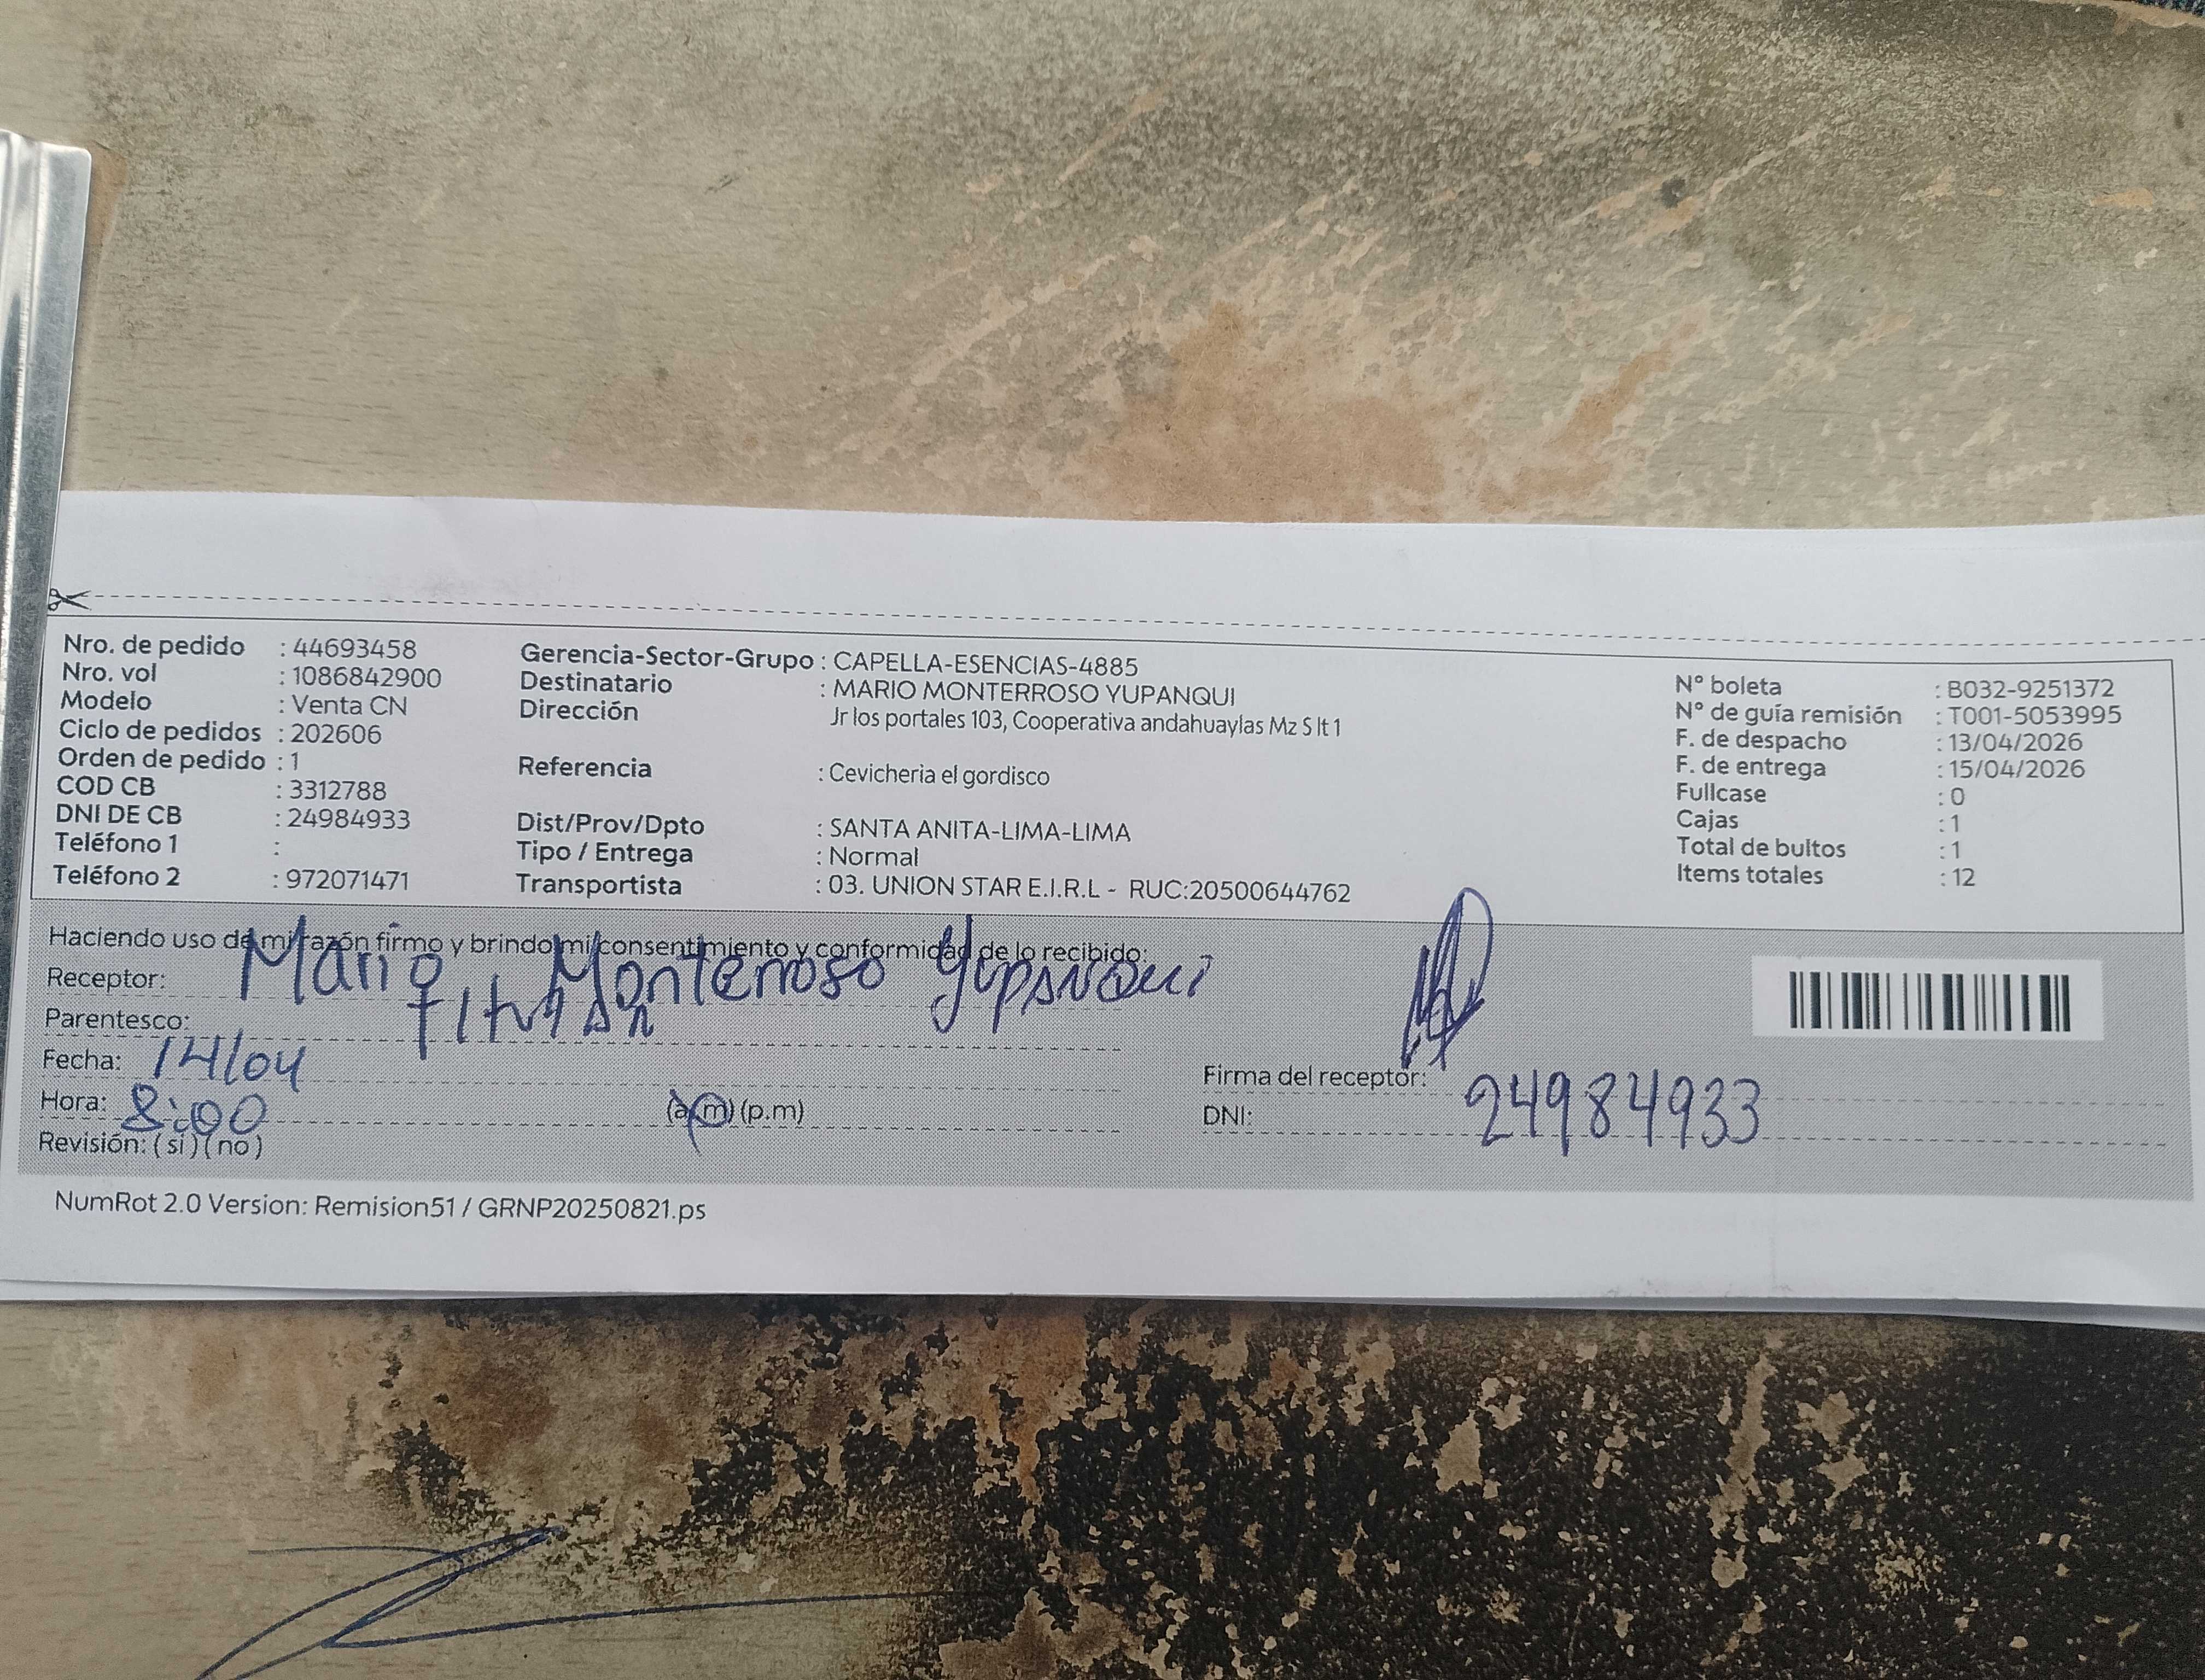 Nro. de pedido : 44693458
Nro. vol : 1086842900
Modelo : Venta CN
Ciclo de pedidos : 202606
Orden de pedido : 1
COD CB : 3312788
DNI DE CB : 24984933
Teléfono 1 :
Teléfono 2 : 972071471
Gerencia-Sector-Grupo : CAPELLA-ESENCIAS-4885
Destinatario : MARIO MONTERROSO YUPANQUI
Dirección Jr los portales 103, Cooperativa andahuaylas Mz S lt 1
Referencia : Cevicheria el gordisco
Dist/Prov/Dpto : SANTA ANITA-LIMA-LIMA
Tipo / Entrega : Normal
Transportista : 03. UNION STAR E.I.R.L - RUC:20500644762
N° boleta : B032-9251372
N° de guía remisión : T001-5053995
F. de despacho : 13/04/2026
F. de entrega : 15/04/2026
Fullcase : 0
Cajas : 1
Total de bultos : 1
Items totales : 12
Haciendo uso de mi razón firmo y brindo mi consentimiento y conformidad de lo recibido:
Receptor: Mario Monterroso Yupanqui
Parentesco: titular
Fecha: 14/04
Hora: 8:00 (a.m) (p.m)
Revisión: ( si ) ( no )
Firma del receptor:
DNI: 24984933
NumRot 2.0 Version: Remision51 / GRNP20250821.ps